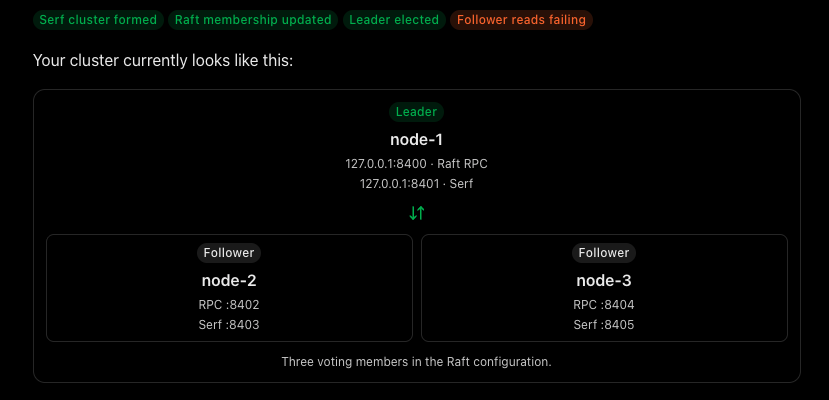 Serf cluster formed Raft membership updated Leader elected Follower reads failing
Your cluster currently looks like this:
Leader
node-1
127.0.0.1:8400 · Raft RPC
127.0.0.1:8401 · Serf
Follower
node-2
RPC :8402
Serf :8403
Follower
node-3
RPC :8404
Serf :8405
Three voting members in the Raft configuration.